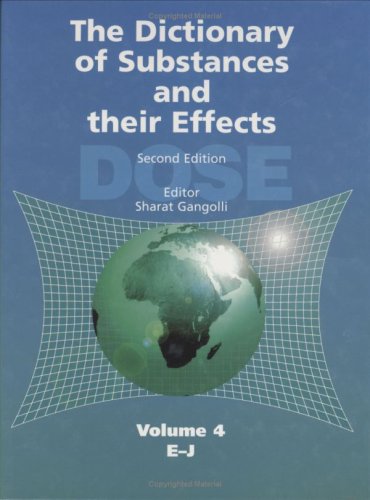 The Dictionary
of Substances
and
their Effects
DOSE
Second Edition
Editor
Sharat Gangolli
Volume 4
E–J